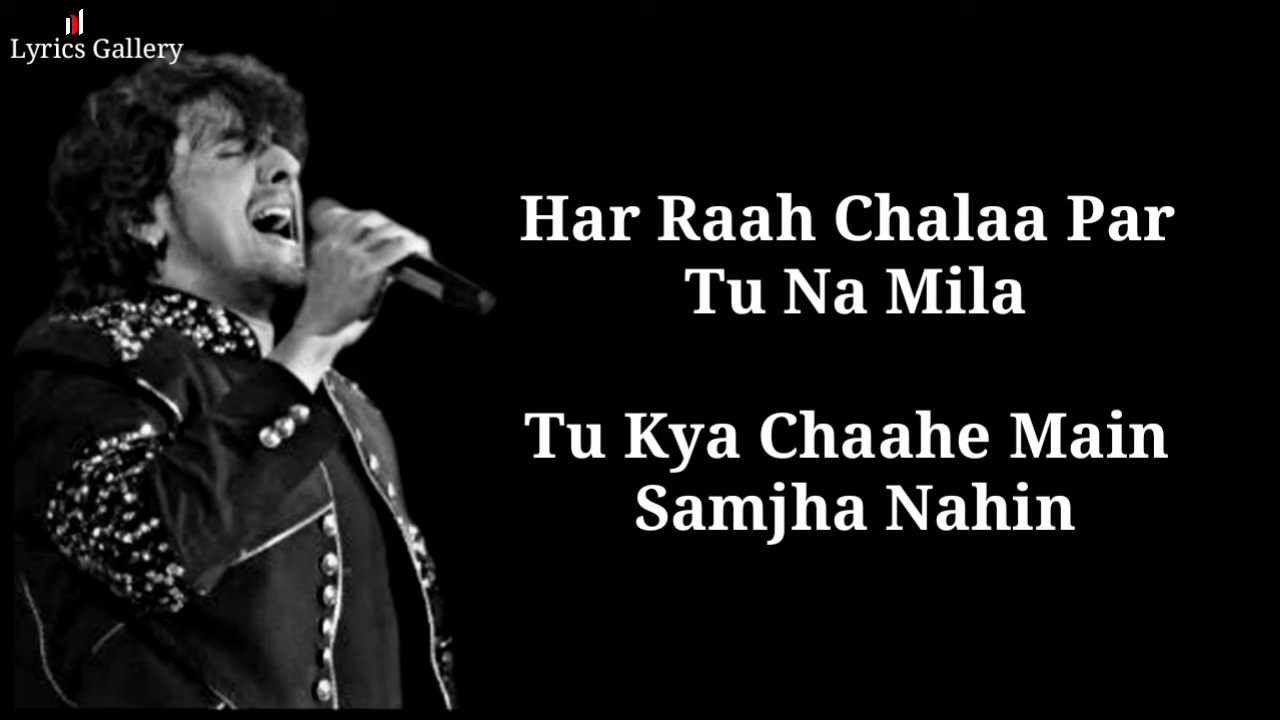 Lyrics Gallery
Har Raah Chalaa Par
Tu Na Mila
Tu Kya Chaahe Main
Samjha Nahin